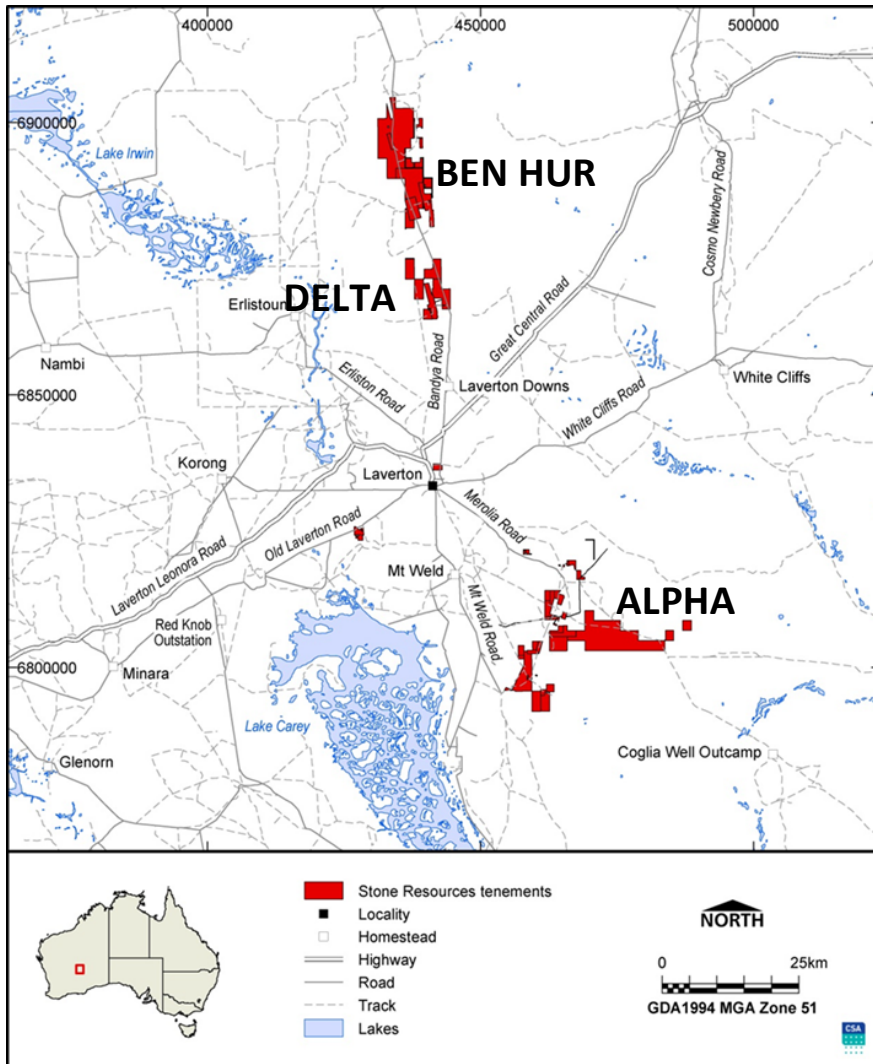 400000
450000
500000
6900000
Lake Irwin
BEN HUR
Cosmo Newbery Road
DELTA
Erlistoun
Great Central Road
Bandya Road
Nambi
Erliston Road
Laverton Downs
White Cliffs
6850000
White Cliffs Road
Korong
Laverton
Merolia Road
Old Laverton Road
Laverton Leonora Road
Mt Weld
ALPHA
Mt Weld Road
Red Knob
Outstation
6800000
Minara
Lake Carey
Glenorn
Coglia Well Outcamp
Stone Resources tenements
Locality
Homestead
Highway
Road
Track
Lakes
NORTH
0
25km
GDA1994 MGA Zone 51
CSA